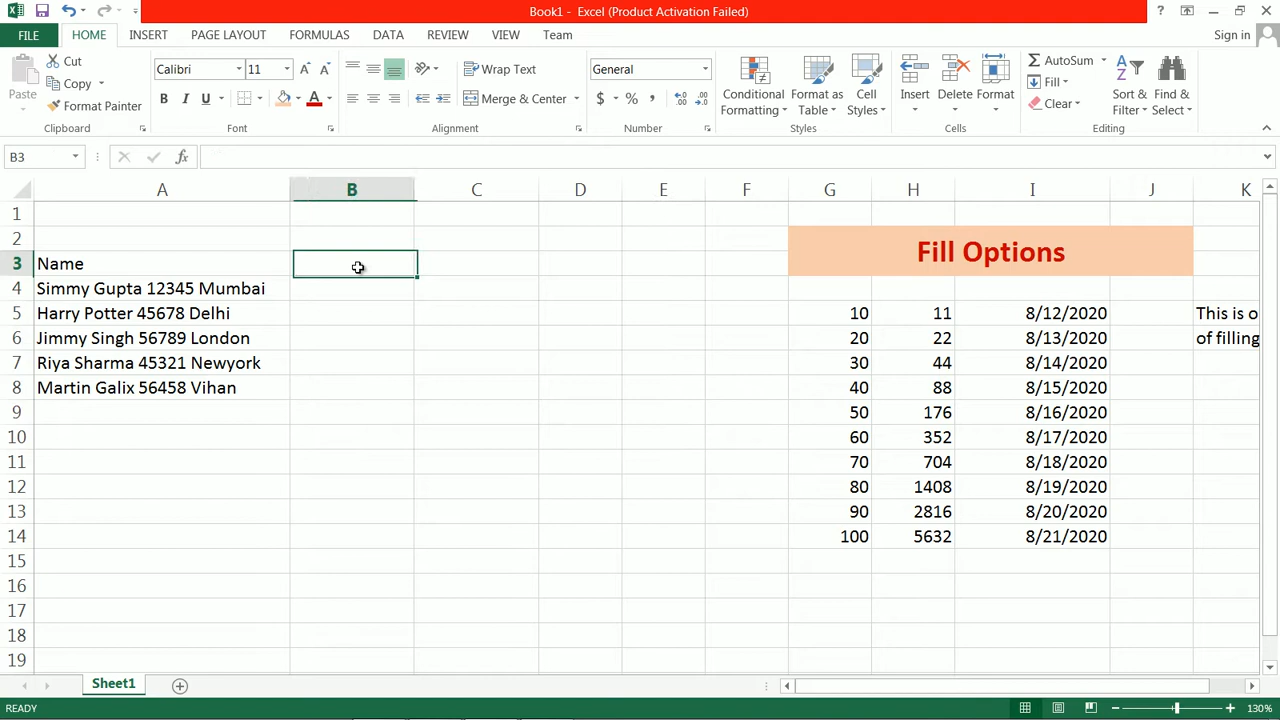 Book1 - Excel (Product Activation Failed)
?
FILE HOME INSERT PAGE LAYOUT FORMULAS DATA REVIEW VIEW Team Sign in
Paste
Cut
Copy
Format Painter
Clipboard
Calibri 11 A A
B I U A
Font
Wrap Text
Merge & Center
Alignment
General
$ % ,
Number
Conditional Formatting
Format as Table
Cell Styles
Styles
Insert
Delete
Format
Cells
AutoSum
Fill
Clear
Sort & Filter
Find & Select
Editing
B3 fx
A B C D E F G H I J K
1
2 Fill Options
3 Name
4 Simmy Gupta 12345 Mumbai
5 Harry Potter 45678 Delhi 10 11 8/12/2020 This is o
6 Jimmy Singh 56789 London 20 22 8/13/2020 of filling
7 Riya Sharma 45321 Newyork 30 44 8/14/2020
8 Martin Galix 56458 Vihan 40 88 8/15/2020
9 50 176 8/16/2020
10 60 352 8/17/2020
11 70 704 8/18/2020
12 80 1408 8/19/2020
13 90 2816 8/20/2020
14 100 5632 8/21/2020
15
16
17
18
19
Sheet1
READY 130%